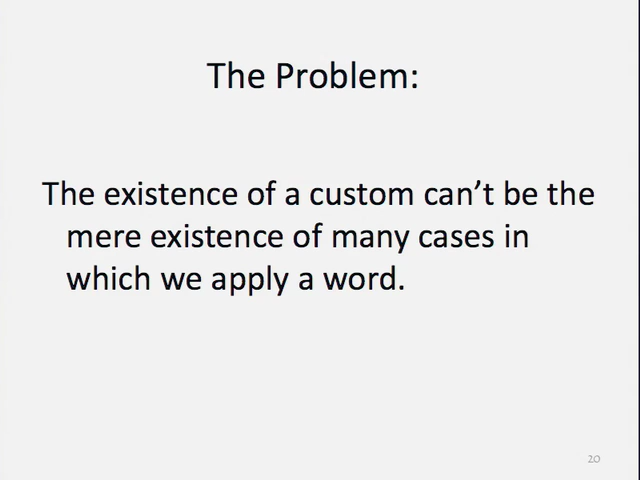 The Problem:
The existence of a custom can’t be the
mere existence of many cases in
which we apply a word.
20